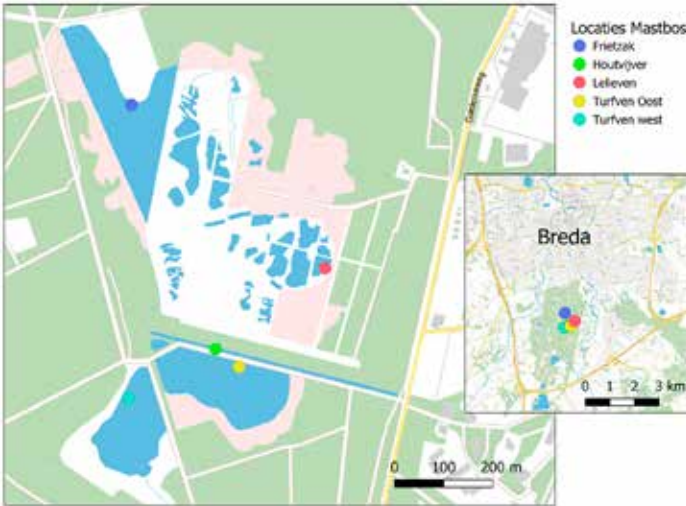 Locaties Mastbos
Frietzak
Houtvijver
Lelieven
Turfven Oost
Turfven west
Breda
0 1 2 3 km
0 100 200 m